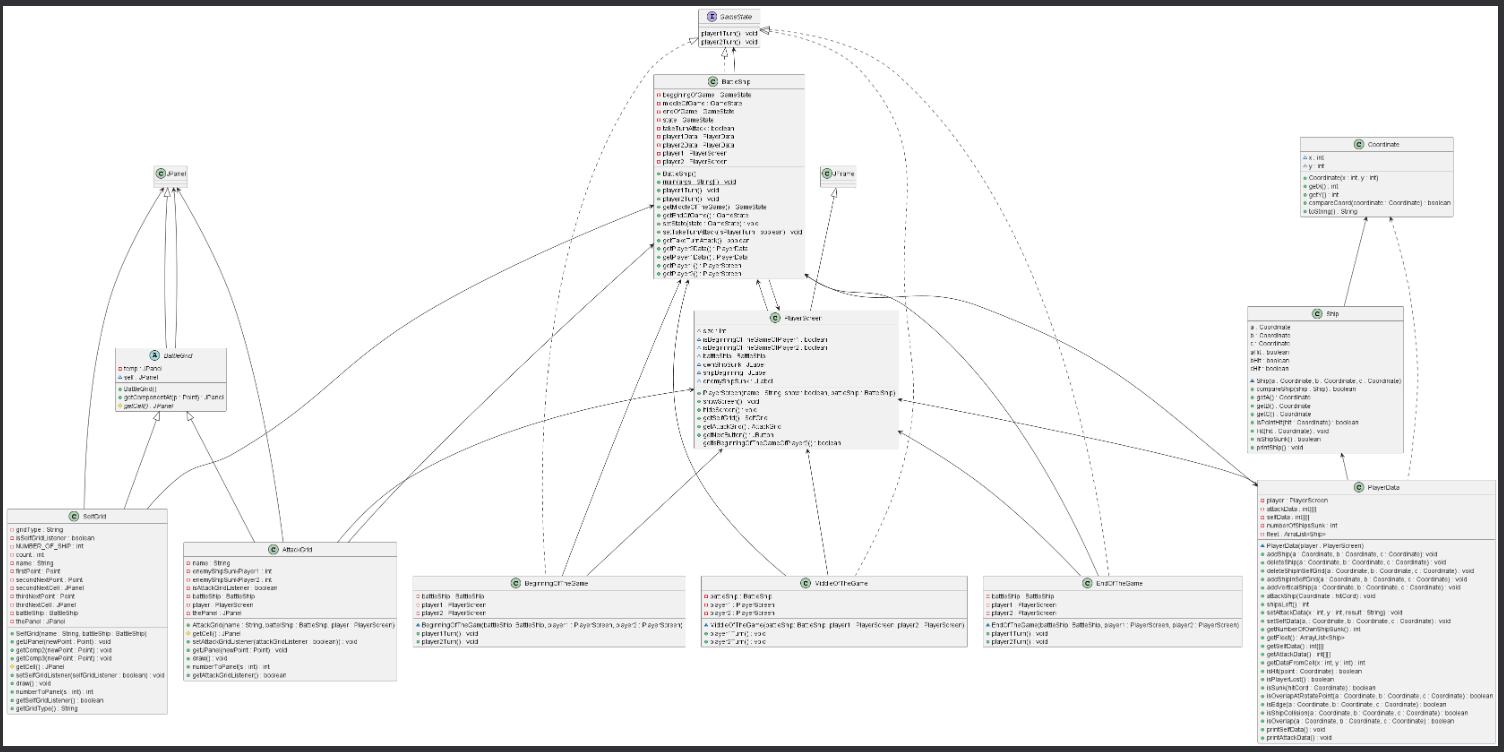 GameState
player1Turn() : void
player2Turn() : void
BattleShip
begginingOfGame : GameState
middleOfGame : GameState
endOfGame : GameState
state : GameState
takeTurnAttack : boolean
player1Data : PlayerData
player2Data : PlayerData
player1 : PlayerScreen
player2 : PlayerScreen
BattleShip()
main(args : String[]) : void
player1Turn() : void
player2Turn() : void
getMiddleOfTheGame() : GameState
getEndOfGame() : GameState
setState(state : GameState) : void
setTakeTurnAttack(isPlayerTurn : boolean) : void
getTakeTurnAttack() : boolean
getPlayer2Data() : PlayerData
getPlayer1Data() : PlayerData
getPlayer1() : PlayerScreen
getPlayer2() : PlayerScreen
JPanel
JFrame
Coordinate
x : int
y : int
Coordinate(x : int, y : int)
getX() : int
getY() : int
compareCoord(coordinate : Coordinate) : boolean
toString() : String
BattleGrid
temp : JPanel
self : JPanel
BattleGrid()
getComponentAt(p : Point) : JPanel
getCell() : JPanel
PlayerScreen
size : int
isBeginningOfTheGameOfPlayer1 : boolean
isBeginningOfTheGameOfPlayer2 : boolean
battleShip : BattleShip
ownShipSunk : JLabel
shipBeginning : JLabel
enemyShipSunk : JLabel
PlayerScreen(name : String, show : boolean, battleShip : BattleShip)
showScreen() : void
hideScreen() : void
getSelfGrid() : SelfGrid
getAttackGrid() : AttackGrid
getNextButton() : JButton
getIsBeginningOfTheGameOfPlayer2() : boolean
Ship
a : Coordinate
b : Coordinate
c : Coordinate
aHit : boolean
bHit : boolean
cHit : boolean
Ship(a : Coordinate, b : Coordinate, c : Coordinate)
compareShip(ship : Ship) : boolean
getA() : Coordinate
getB() : Coordinate
getC() : Coordinate
isPointHit(hit : Coordinate) : boolean
Hit(hit : Coordinate) : void
isShipSunk() : boolean
printShip() : void
SelfGrid
gridType : String
isSelfGridListener : boolean
NUMBER_OF_SHIP : int
count : int
name : String
firstPoint : Point
secondNextPoint : Point
secondNextCell : JPanel
thirdNextPoint : Point
thirdNextCell : JPanel
battleShip : BattleShip
thePanel : JPanel
SelfGrid(name : String, battleShip : BattleShip)
getUPanel(newPoint : Point) : void
getComp2(newPoint : Point) : void
getComp3(newPoint : Point) : void
getCell() : JPanel
setSelfGridListener(selfGridListener : boolean) : void
draw() : void
numberToPanel(s : int) : int
getSelfGridListener() : boolean
getGridType() : String
AttackGrid
name : String
enemyShipSunkPlayer1 : int
enemyShipSunkPlayer2 : int
isAttackGridListener : boolean
battleShip : BattleShip
player : PlayerScreen
thePanel : JPanel
AttackGrid(name : String, battleShip : BattleShip, player : PlayerScreen)
getCell() : JPanel
setAttackGridListener(attackGridListener : boolean) : void
getUPanel(newPoint : Point) : void
draw() : void
numberToPanel(s : int) : int
getAttackGridListener() : boolean
BeginningOfTheGame
battleShip : BattleShip
player1 : PlayerScreen
player2 : PlayerScreen
BeginningOfTheGame(battleShip : BattleShip, player1 : PlayerScreen, player2 : PlayerScreen)
player1Turn() : void
player2Turn() : void
MiddleOfTheGame
battleShip : BattleShip
player1 : PlayerScreen
player2 : PlayerScreen
MiddleOfTheGame(battleShip : BattleShip, player1 : PlayerScreen, player2 : PlayerScreen)
player1Turn() : void
player2Turn() : void
EndOfTheGame
battleShip : BattleShip
player1 : PlayerScreen
player2 : PlayerScreen
EndOfTheGame(battleShip : BattleShip, player1 : PlayerScreen, player2 : PlayerScreen)
player1Turn() : void
player2Turn() : void
PlayerData
player : PlayerScreen
attackData : int[][]
selfData : int[][]
numberOfShipsSunk : int
fleet : ArrayList<Ship>
PlayerData(player : PlayerScreen)
addShip(a : Coordinate, b : Coordinate, c : Coordinate): void
deleteShip(a : Coordinate, b : Coordinate, c : Coordinate) : void
deleteShipInSelfGrid(a : Coordinate, b : Coordinate, c : Coordinate) : void
addShipInSelfGrid(a : Coordinate, b : Coordinate, c : Coordinate) : void
addVerticalShip(a : Coordinate, b : Coordinate, c : Coordinate) : void
attackShip(Coordinate : hitCord) : void
shipsLeft() : int
setAttackData(x : int, y : int, result : String) : void
setSelfData(a : Coordinate, b : Coordinate, c : Coordinate) : void
getNumberOfOwnShipSunk() : int
getFleet() : ArrayList<Ship>
getSelfData() : int[][]
getAttackData() : int[][]
getDataFromCell(x : int, y : int) : int
isHit(point : Coordinate) : boolean
isPlayerLost() : boolean
isSunk(hitCord : Coordinate) : boolean
isOverlapAtRotatePoint(a : Coordinate, b : Coordinate, c : Coordinate) : boolean
isEdge(a : Coordinate, b : Coordinate, c : Coordinate) : boolean
isShipCollision(a : Coordinate, b : Coordinate, c : Coordinate) : boolean
isOverlap(a : Coordinate, b : Coordinate, c : Coordinate) : boolean
printSelfData() : void
printAttackData() : void